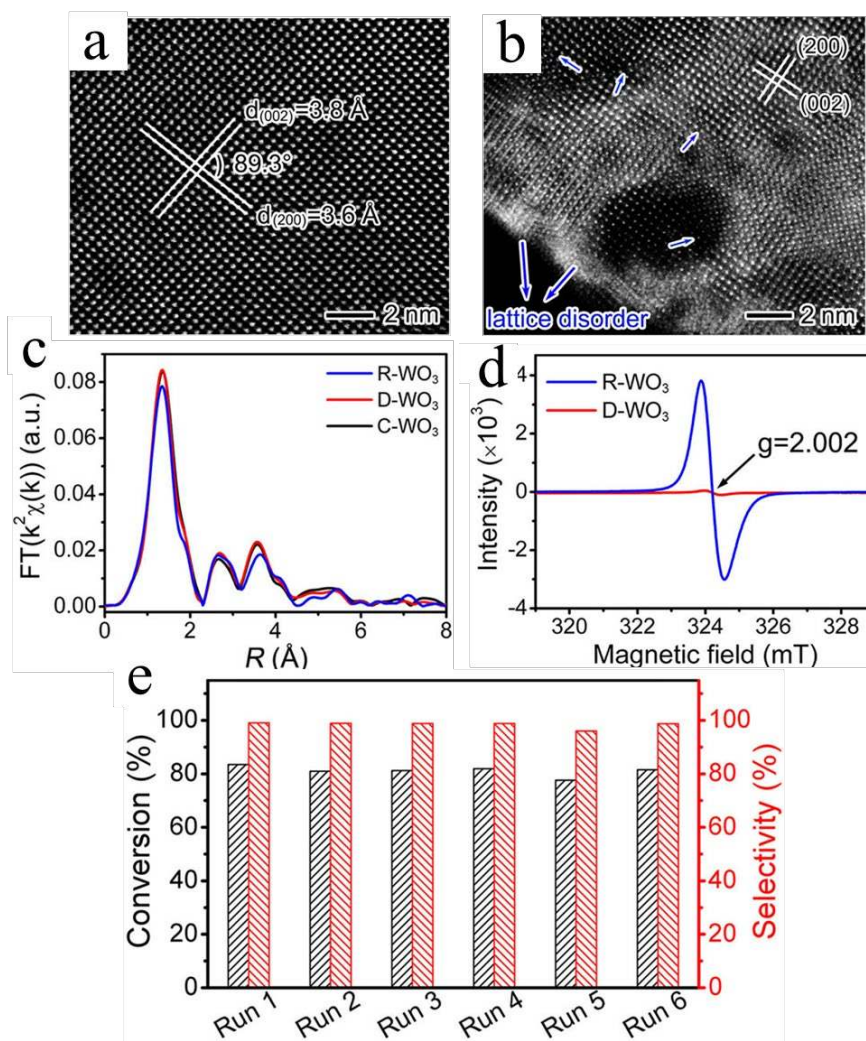 a
d(002)=3.8 Å
89.3°
d(200)=3.6 Å
2 nm
b
(200)
(002)
lattice disorder
2 nm
c
FT(k²χ(k)) (a.u.)
0.08
0.06
0.04
0.02
0.00
R-WO₃
D-WO₃
C-WO₃
0 2 4 6 8
R (Å)
d
Intensity (×10³)
4
2
0
-2
-4
R-WO₃
D-WO₃
g=2.002
320 322 324 326 328
Magnetic field (mT)
e
Conversion (%)
100
80
60
40
20
0
100
80
60
40
20
0
Selectivity (%)
Run 1 Run 2 Run 3 Run 4 Run 5 Run 6